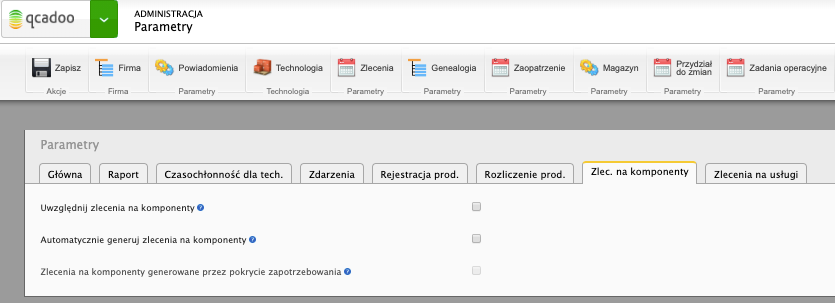 qcadoo
ADMINISTRACJA
Parametry
Zapisz Firma Powiadomienia Technologia Zlecenia Genealogia Zaopatrzenie Magazyn Przydział do zmian Zadania operacyjne
Akcje Firma Parametry Technologia Parametry Parametry Parametry Parametry Parametry Parametry
Parametry
Główna Raport Czasochłonność dla tech. Zdarzenia Rejestracja prod. Rozliczenie prod. Zlec. na komponenty Zlecenia na usługi
Uwzględnij zlecenia na komponenty ?
Automatycznie generuj zlecenia na komponenty ?
Zlecenia na komponenty generowane przez pokrycie zapotrzebowania ?